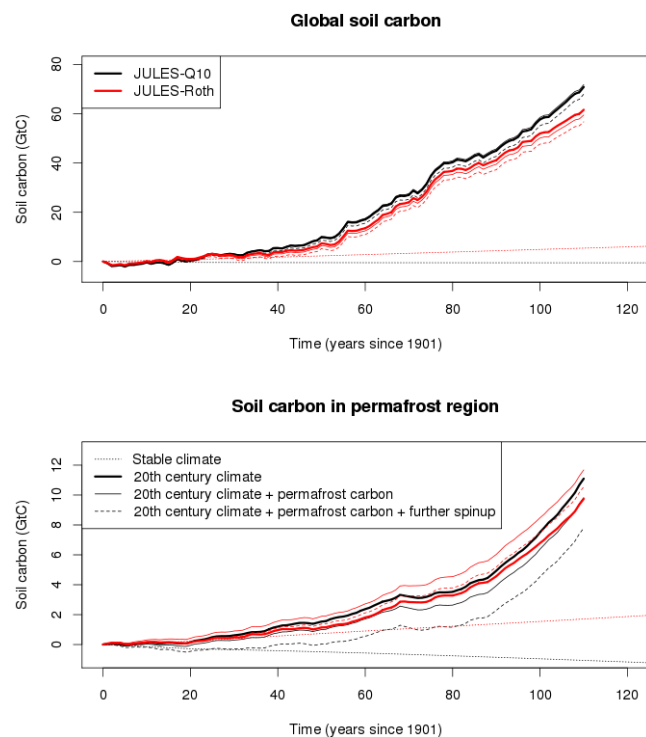 Global soil carbon
JULES-Q10
JULES-Roth
Soil carbon (GtC)
80
60
40
20
0
0 20 40 60 80 100 120
Time (years since 1901)
Soil carbon in permafrost region
Stable climate
20th century climate
20th century climate + permafrost carbon
20th century climate + permafrost carbon + further spinup
Soil carbon (GtC)
12
10
8
6
4
2
0
0 20 40 60 80 100 120
Time (years since 1901)